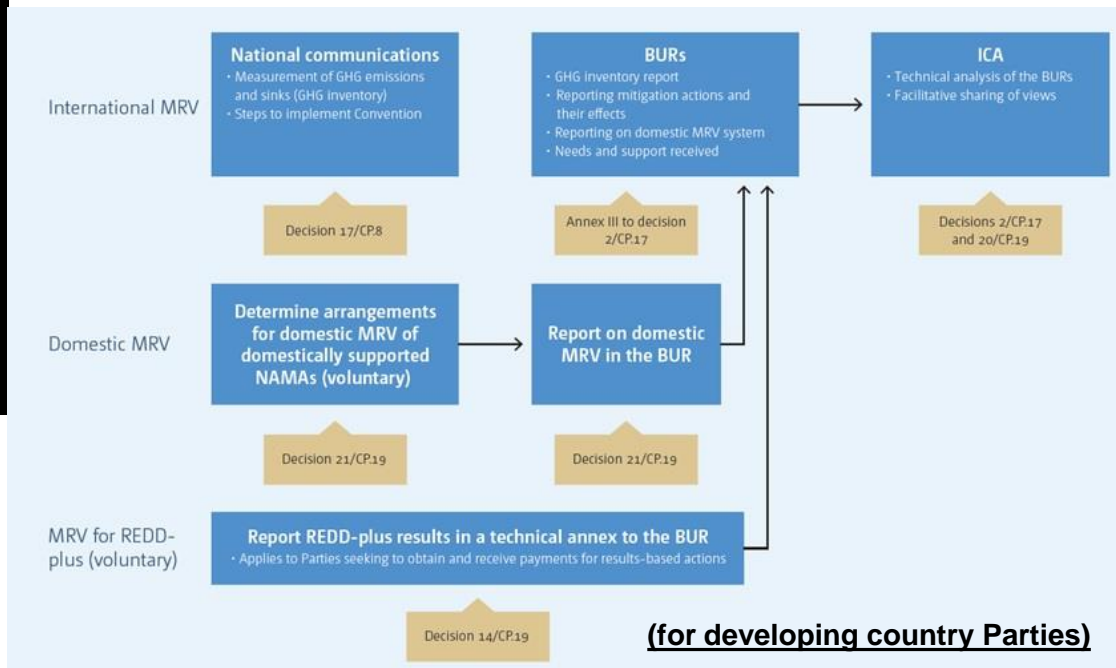 International MRV
National communications
· Measurement of GHG emissions
and sinks (GHG inventory)
· Steps to implement Convention
BURs
· GHG inventory report
· Reporting mitigation actions and
their effects
· Reporting on domestic MRV system
· Needs and support received
ICA
· Technical analysis of the BURs
· Facilitative sharing of views
Decision 17/CP.8
Annex III to decision
2/CP.17
Decisions 2/CP.17
and 20/CP.19
Domestic MRV
Determine arrangements
for domestic MRV of
domestically supported
NAMAs (voluntary)
Report on domestic
MRV in the BUR
Decision 21/CP.19
Decision 21/CP.19
MRV for REDD-
plus (voluntary)
Report REDD-plus results in a technical annex to the BUR
· Applies to Parties seeking to obtain and receive payments for results-based actions
Decision 14/CP.19
(for developing country Parties)